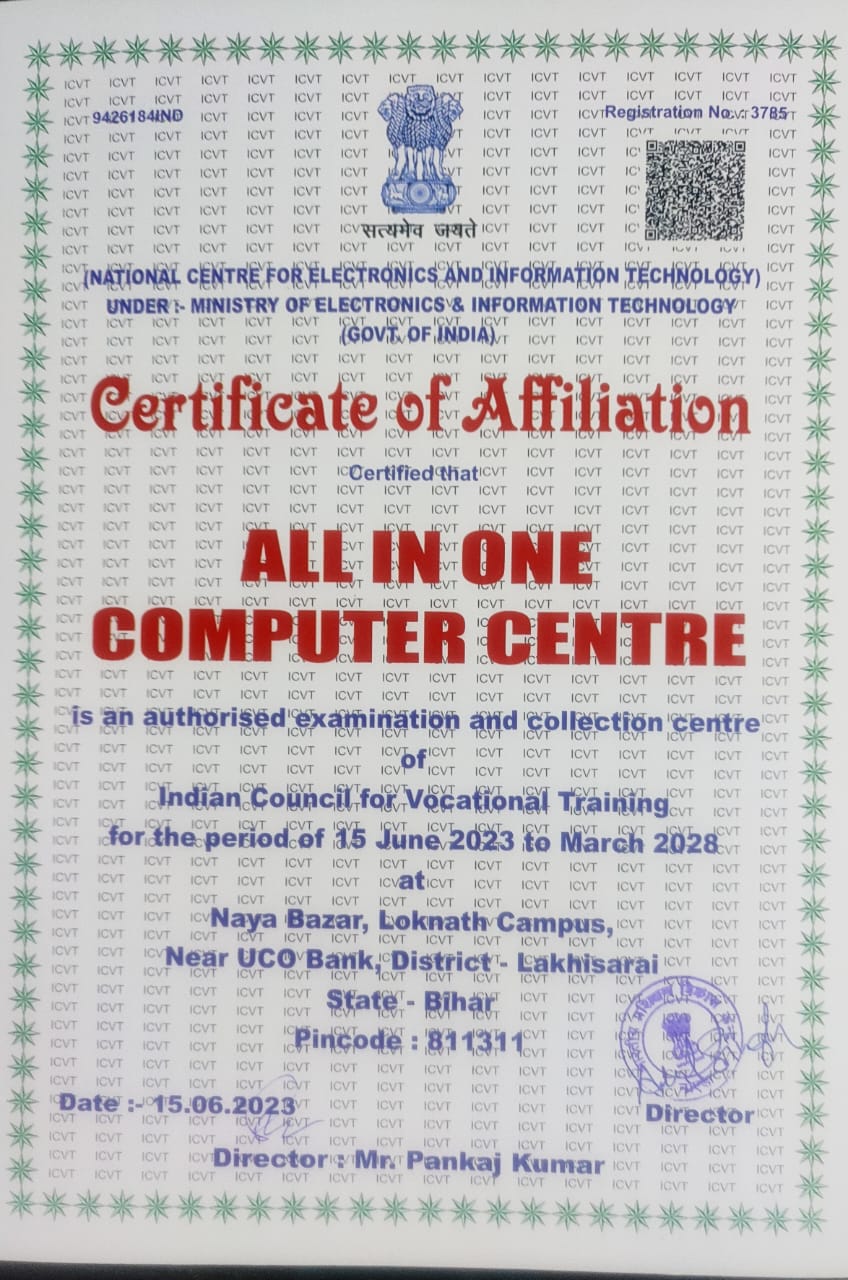 9426184IND
Registration No. : 3785
सत्यमेव जयते
(NATIONAL CENTRE FOR ELECTRONICS AND INFORMATION TECHNOLOGY)
UNDER :- MINISTRY OF ELECTRONICS & INFORMATION TECHNOLOGY
(GOVT. OF INDIA)
Certificate of Affiliation
Certified that
ALL IN ONE
COMPUTER CENTRE
is an authorised examination and collection centre
of
Indian Council for Vocational Training
for the period of 15 June 2023 to March 2028
at
Naya Bazar, Loknath Campus,
Near UCO Bank, District - Lakhisarai
State - Bihar
Pincode : 811311
Date :- 15.06.2023
Director
Director : Mr. Pankaj Kumar
ICVT